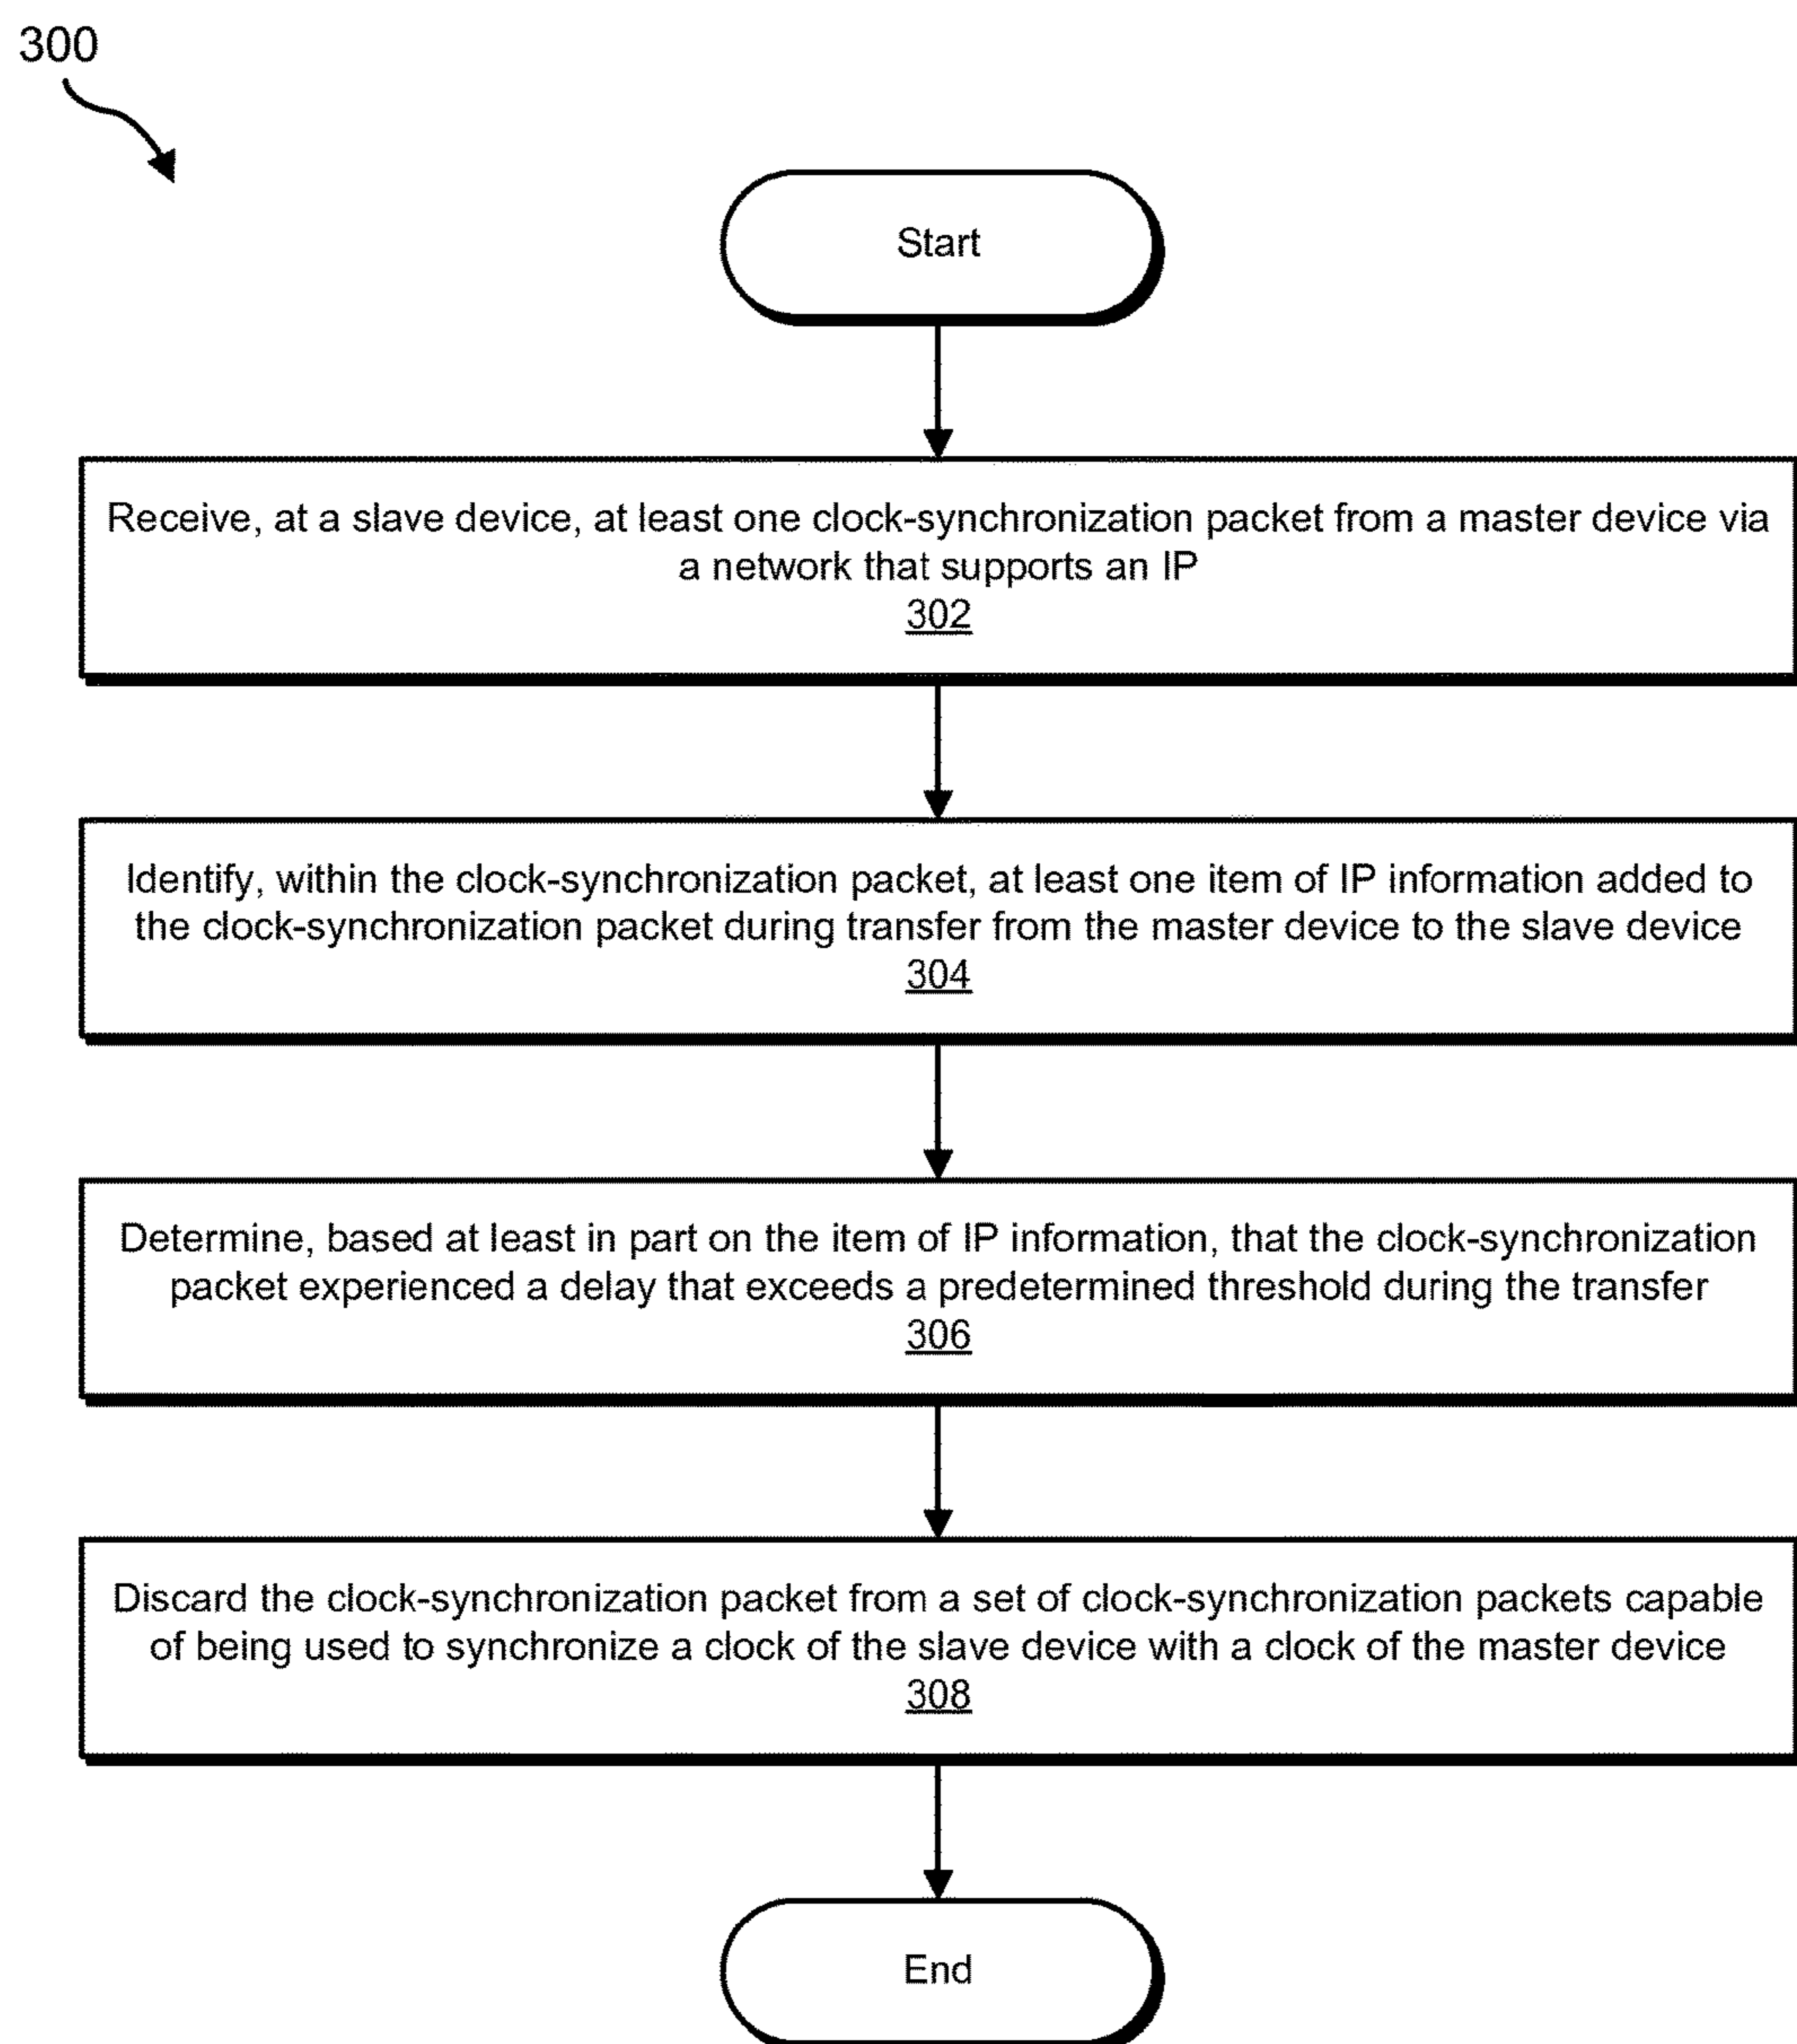 300
Start
Receive, at a slave device, at least one clock-synchronization packet from a master device via
a network that supports an IP
302
Identify, within the clock-synchronization packet, at least one item of IP information added to
the clock-synchronization packet during transfer from the master device to the slave device
304
Determine, based at least in part on the item of IP information, that the clock-synchronization
packet experienced a delay that exceeds a predetermined threshold during the transfer
306
Discard the clock-synchronization packet from a set of clock-synchronization packets capable
of being used to synchronize a clock of the slave device with a clock of the master device
308
End